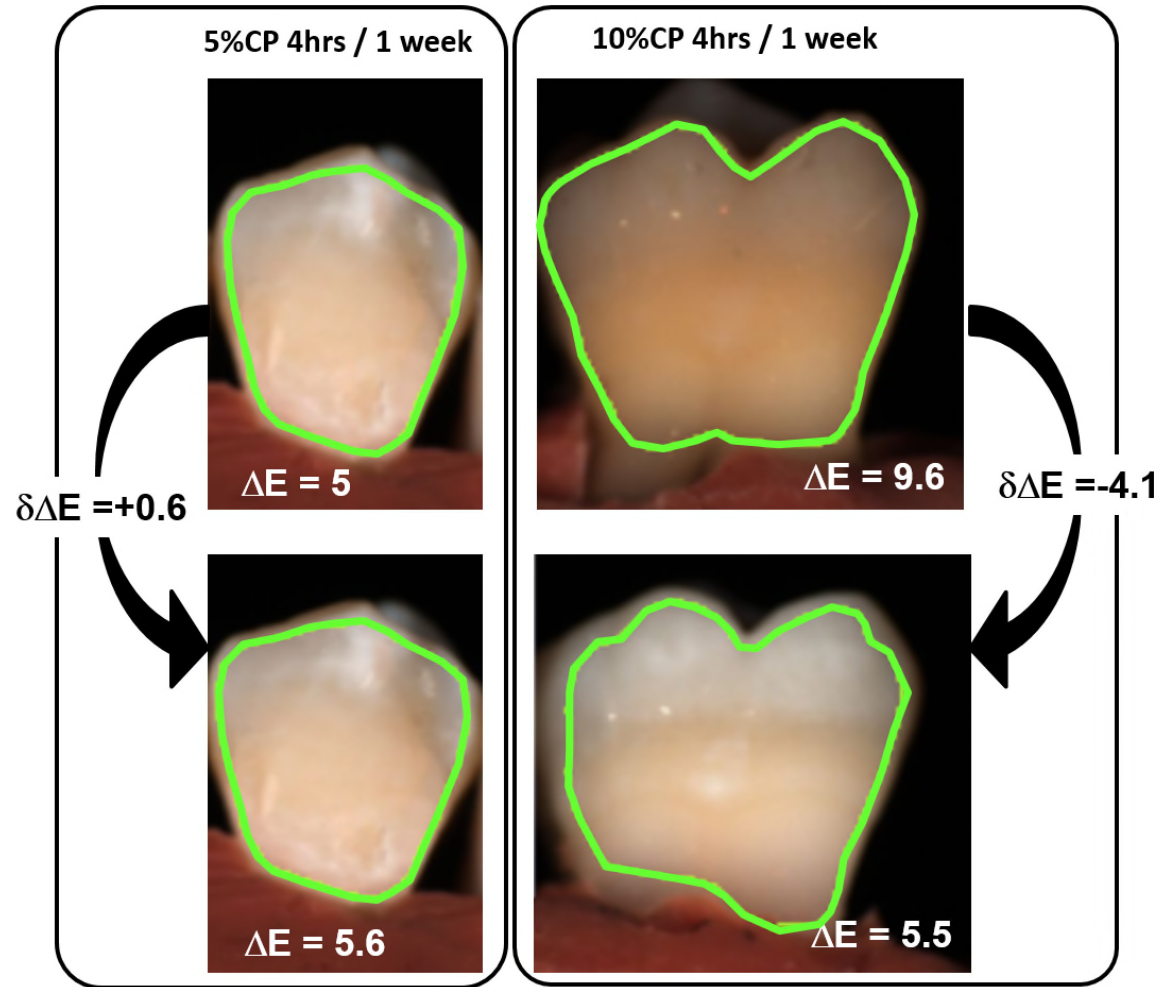 5%CP 4hrs / 1 week
10%CP 4hrs / 1 week
ΔE = 5
ΔE = 9.6
δΔE =+0.6
δΔE =-4.1
ΔE = 5.6
ΔE = 5.5